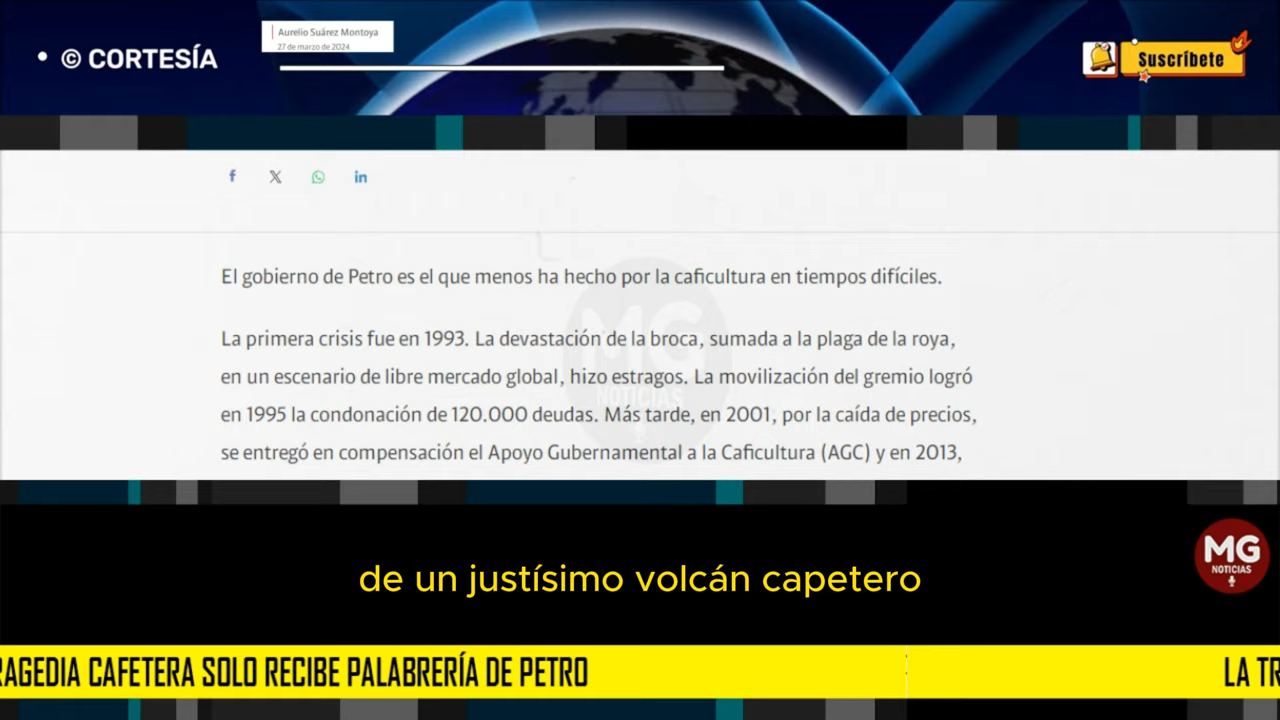 • © CORTESÍA
Aurelio Suárez Montoya
27 de marzo de 2024
Suscríbete
El gobierno de Petro es el que menos ha hecho por la caficultura en tiempos difíciles.
La primera crisis fue en 1993. La devastación de la broca, sumada a la plaga de la roya,
en un escenario de libre mercado global, hizo estragos. La movilización del gremio logró
en 1995 la condonación de 120.000 deudas. Más tarde, en 2001, por la caída de precios,
se entregó en compensación el Apoyo Gubernamental a la Caficultura (AGC) y en 2013,
MG
NOTICIAS
de un justísimo volcán capetero
MG
NOTICIAS
RAGEDIA CAFETERA SOLO RECIBE PALABRERÍA DE PETRO
LA TR